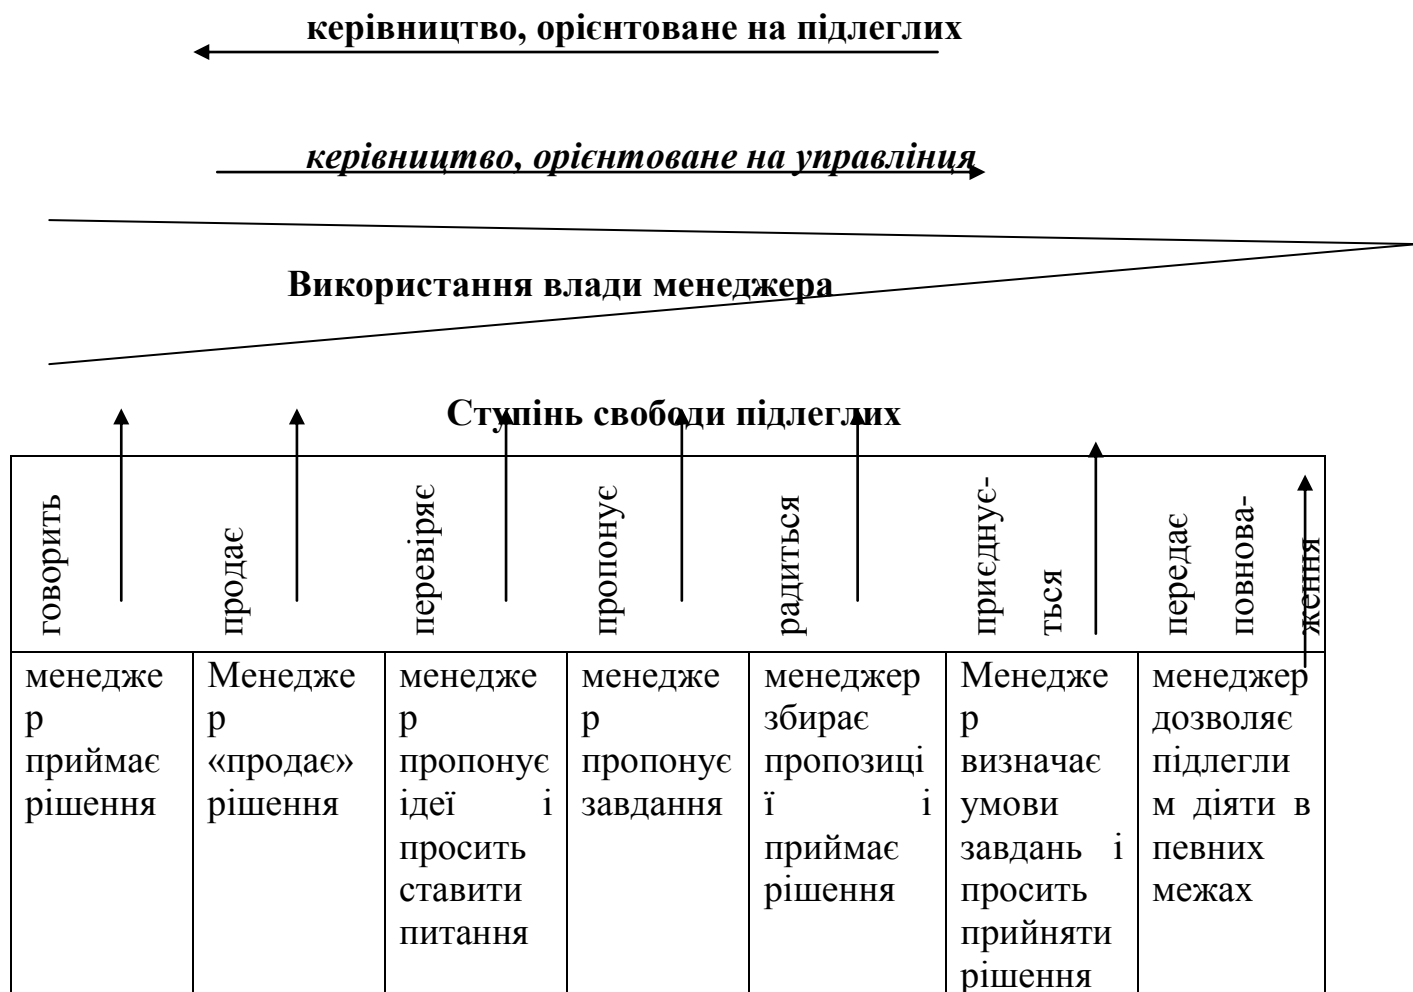 керівництво, орієнтоване на підлеглих
керівництво, орієнтоване на управлінця
Використання влади менеджера
Ступінь свободи підлеглих
говорить
продає
перевіряє
пропонує
радиться
приєднує-
ться
передає
повнова-
ження
менедже
р
приймає
рішення
Менедже
р
«продає»
рішення
менедже
р
пропонує
ідеї і
просить
ставити
питання
менедже
р
пропонує
завдання
менеджер
збирає
пропозиці
ї і
приймає
рішення
Менедже
р
визначає
умови
завдань і
просить
прийняти
рішення
менеджер
дозволяє
підлегли
м діяти в
певних
межах